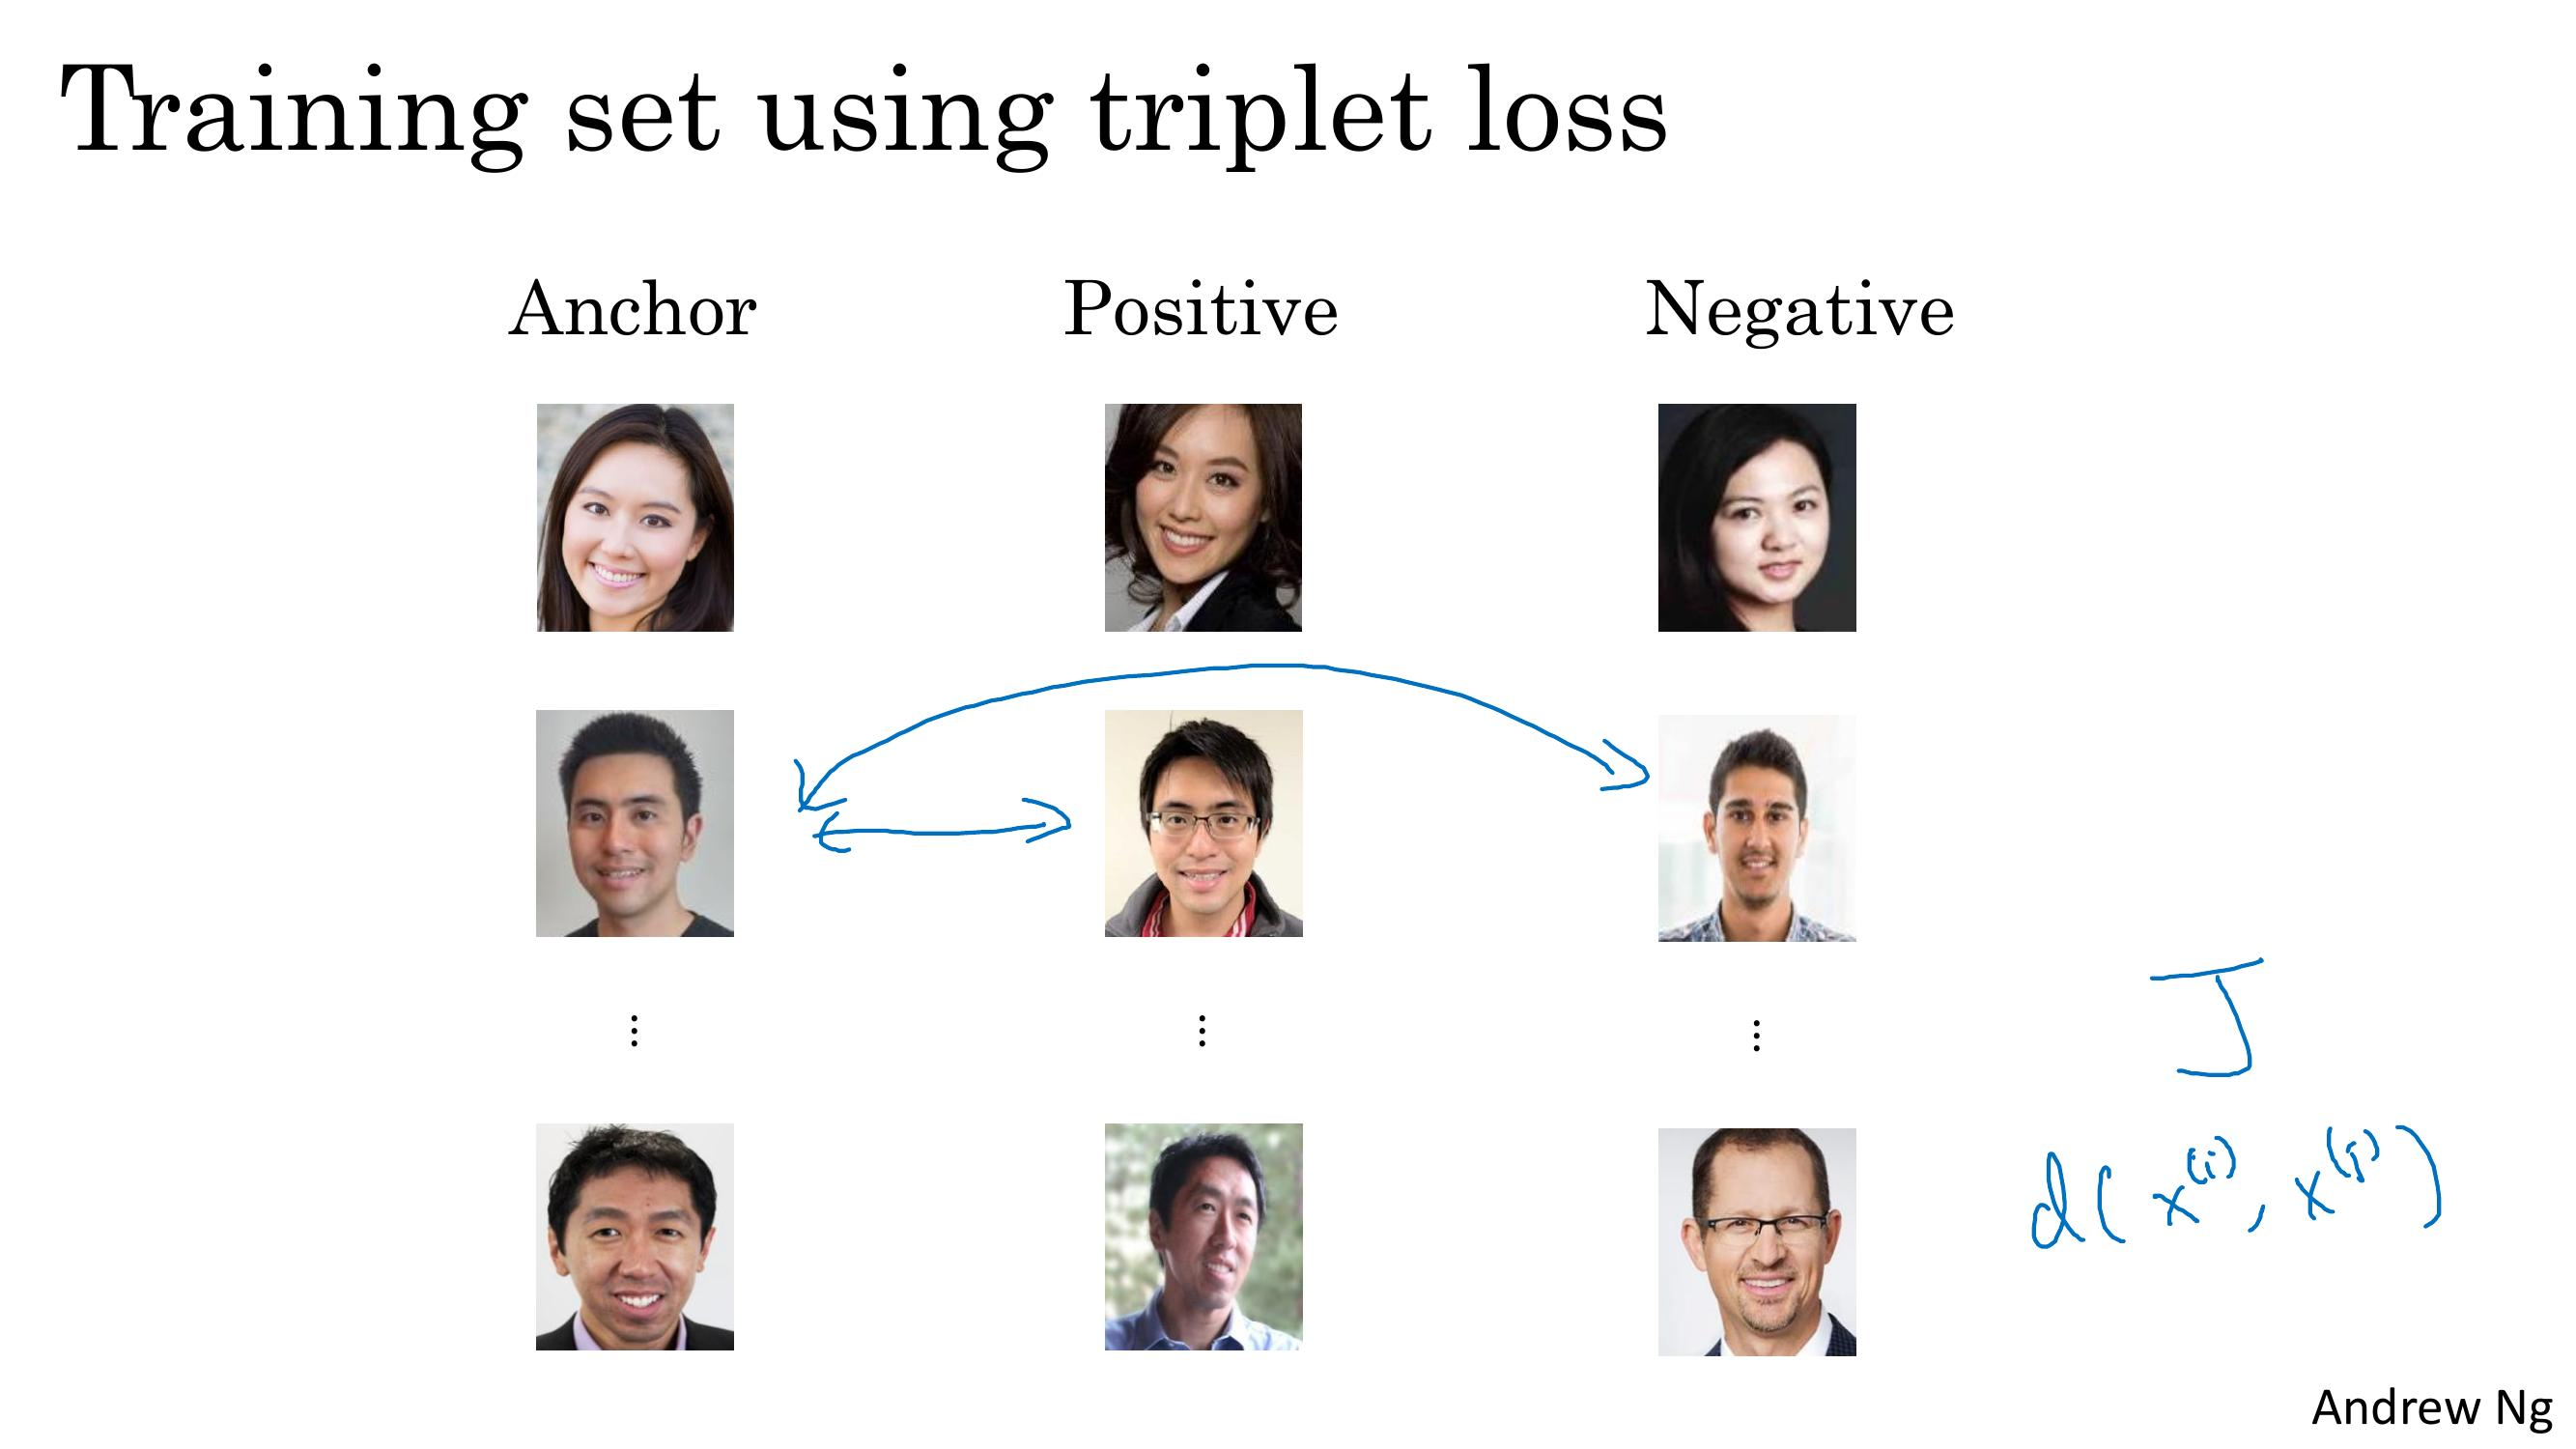 Training set using triplet loss
Anchor Positive Negative
⋮ ⋮ ⋮
J
d( x^(i), x^(j) )
Andrew Ng